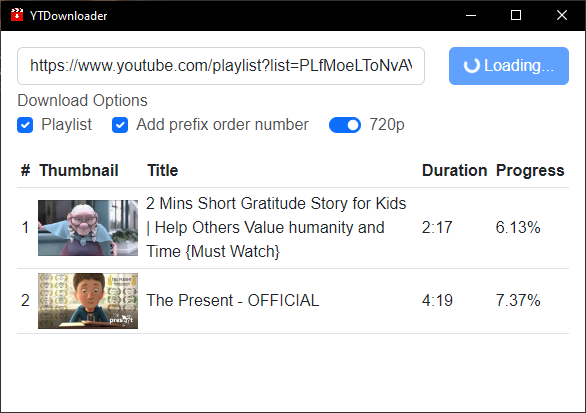 YTDownloader
https://www.youtube.com/playlist?list=PLfMoeLToNvAV
Loading...
Download Options
Playlist Add prefix order number 720p
# Thumbnail Title Duration Progress
2 Mins Short Gratitude Story for Kids
1 | Help Others Value humanity and 2:17 6.13%
Time {Must Watch}
2 The Present - OFFICIAL 4:19 7.37%